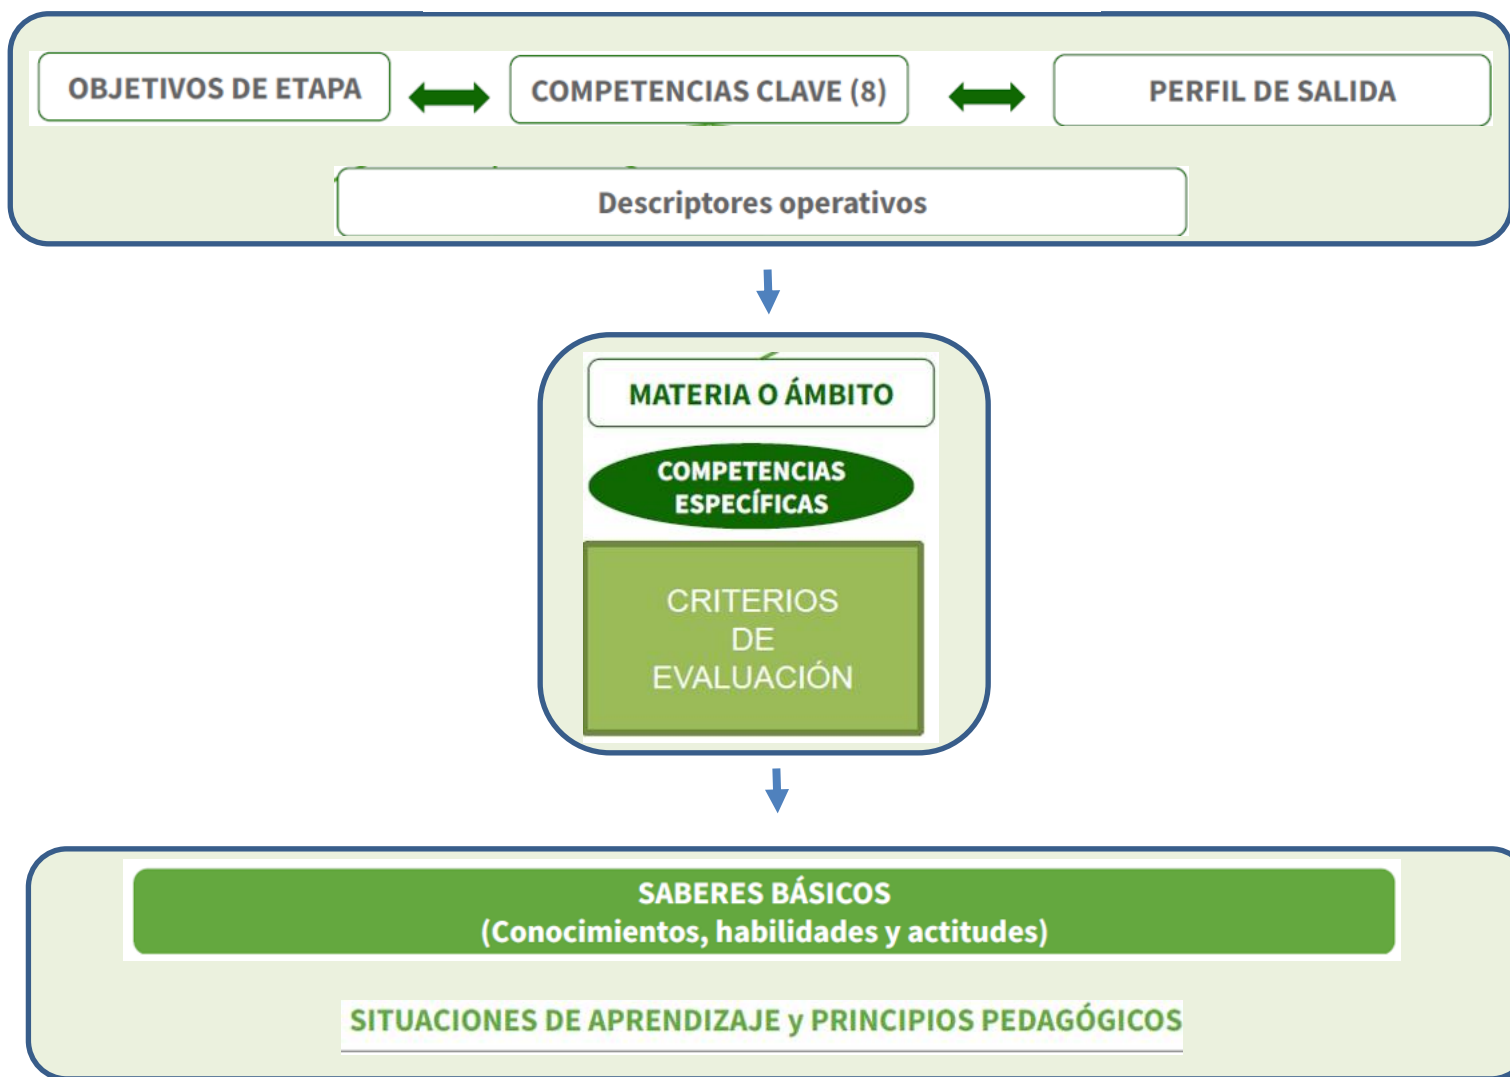 OBJETIVOS DE ETAPA
COMPETENCIAS CLAVE (8)
PERFIL DE SALIDA
Descriptores operativos
MATERIA O ÁMBITO
COMPETENCIAS
ESPECÍFICAS
CRITERIOS
DE
EVALUACIÓN
SABERES BÁSICOS
(Conocimientos, habilidades y actitudes)
SITUACIONES DE APRENDIZAJE y PRINCIPIOS PEDAGÓGICOS